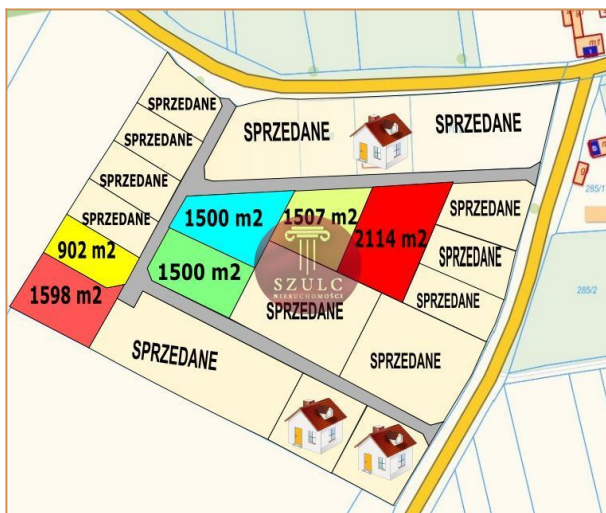 SPRZEDANE
SPRZEDANE
SPRZEDANE
SPRZEDANE
SPRZEDANE
SPRZEDANE
902 m2
1598 m2
1500 m2
1507 m2
2114 m2
1500 m2
SZULC
NIERUCHOMOŚCI
SPRZEDANE
SPRZEDANE
SPRZEDANE
SPRZEDANE
SPRZEDANE
SPRZEDANE
m1
285/1
285/2